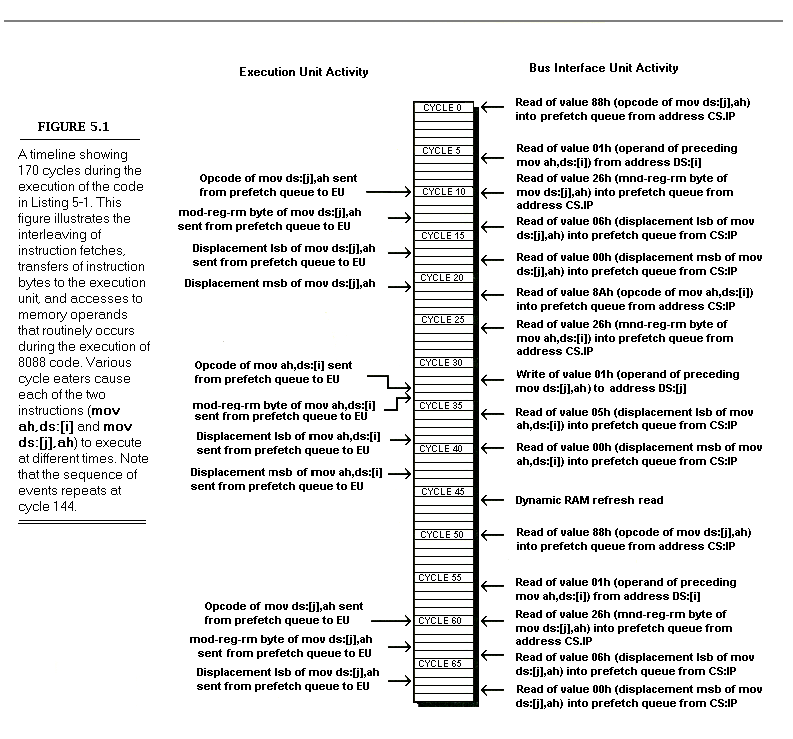 Execution Unit Activity
Bus Interface Unit Activity
FIGURE 5.1
A timeline showing
170 cycles during the
execution of the code
in Listing 5-1. This
figure illustrates the
interleaving of
instruction fetches,
transfers of instruction
bytes to the execution
unit, and accesses to
memory operands
that routinely occurs
during the execution of
8088 code. Various
cycle eaters cause
each of the two
instructions (mov
ah,ds:[i] and mov
ds:[j],ah) to execute
at different times. Note
that the sequence of
events repeats at
cycle 144.
Opcode of mov ds:[j],ah sent
from prefetch queue to EU
mod-reg-rm byte of mov ds:[j],ah
sent from prefetch queue to EU
Displacement lsb of mov ds:[j],ah
sent from prefetch queue to EU
Displacement msb of mov ds:[j],ah
Opcode of mov ah,ds:[i] sent
from prefetch queue to EU
mod-reg-rm byte of mov ah,ds:[i]
sent from prefetch queue to EU
Displacement lsb of mov ah,ds:[i]
sent from prefetch queue to EU
Displacement msb of mov ah,ds:[i]
sent from prefetch queue to EU
Opcode of mov ds:[j],ah sent
from prefetch queue to EU
mod-reg-rm byte of mov ds:[j],ah
sent from prefetch queue to EU
Displacement lsb of mov ds:[j],ah
sent from prefetch queue to EU
CYCLE 0
CYCLE 5
CYCLE 10
CYCLE 15
CYCLE 20
CYCLE 25
CYCLE 30
CYCLE 35
CYCLE 40
CYCLE 45
CYCLE 50
CYCLE 55
CYCLE 60
CYCLE 65
Read of value 88h (opcode of mov ds:[j],ah)
into prefetch queue from address CS.IP
Read of value 01h (operand of preceding
mov ah,ds:[i]) from address DS:[i]
Read of value 26h (mnd-reg-rm byte of
mov ds:[j],ah) into prefetch queue from
address CS.IP
Read of value 06h (displacement lsb of mov
ds:[j],ah) into prefetch queue from CS:IP
Read of value 00h (displacement msb of mov
ds:[j],ah) into prefetch queue from CS:IP
Read of value 8Ah (opcode of mov ah,ds:[i])
into prefetch queue from address CS:IP
Read of value 26h (mnd-reg-rm byte of
mov ah,ds:[i]) into prefetch queue from
address CS.IP
Write of value 01h (operand of preceding
mov ds:[j],ah) to address DS:[j]
Read of value 05h (displacement lsb of mov
ah,ds:[i]) into prefetch queue from CS:IP
Read of value 00h (displacement msb of mov
ah,ds:[i]) into prefetch queue from CS:IP
Dynamic RAM refresh read
Read of value 88h (opcode of mov ds:[j],ah)
into prefetch queue from address CS:IP
Read of value 01h (operand of preceding
mov ah,ds:[i]) from address DS:[i]
Read of value 26h (mnd-reg-rm byte of
mov ds:[j],ah) into prefetch queue from
address CS.IP
Read of value 06h (displacement lsb of mov
ds:[j],ah) into prefetch queue from CS:IP
Read of value 00h (displacement msb of mov
ds:[j],ah) into prefetch queue from CS:IP